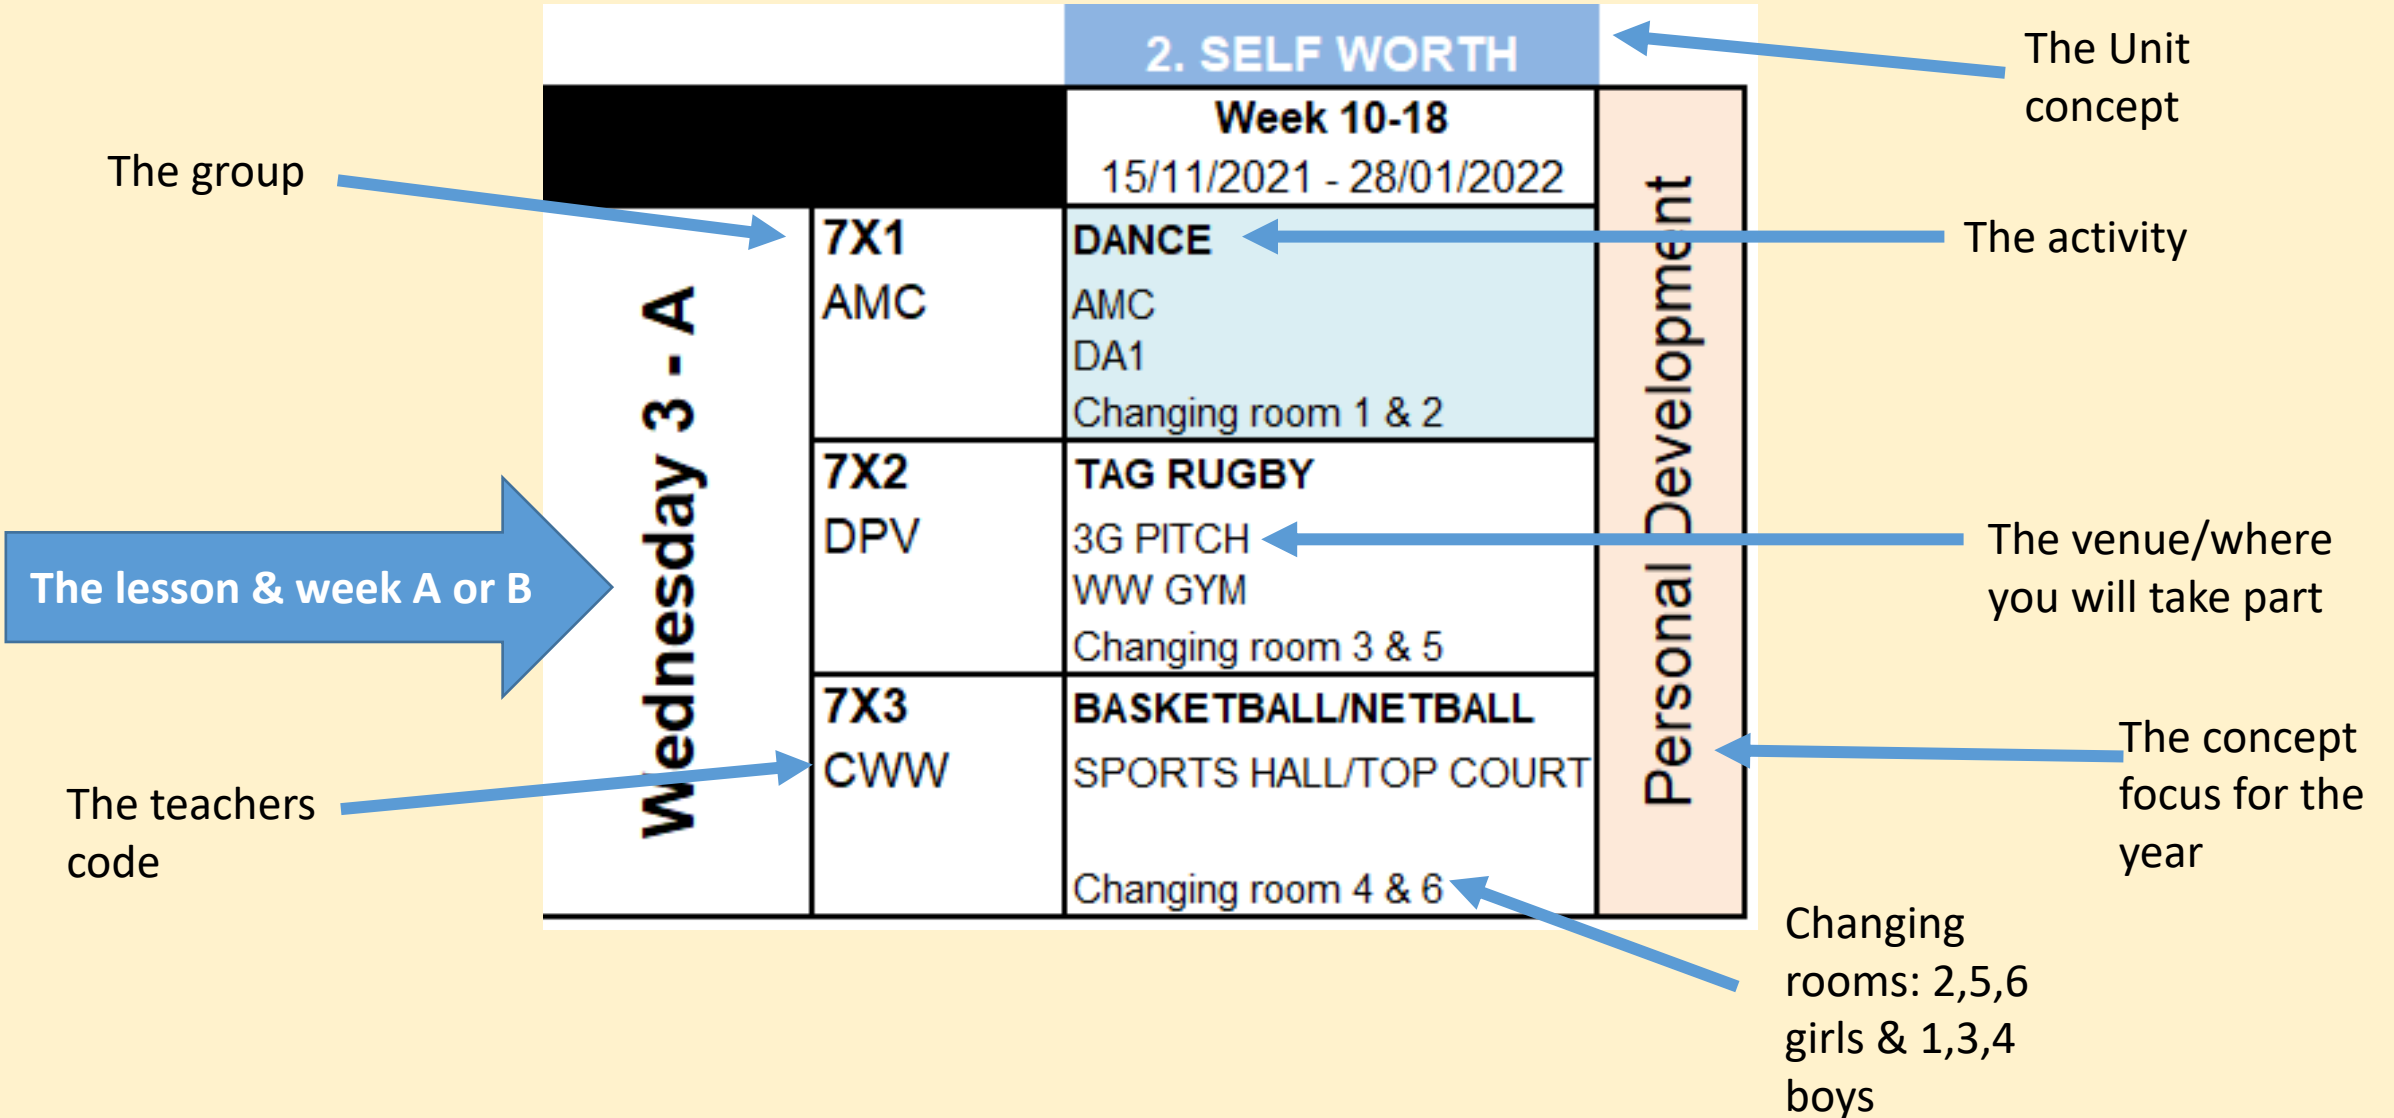 2. SELF WORTH
The Unit
concept
Week 10-18
15/11/2021 - 28/01/2022
The group
Wednesday 3 - A
7X1
AMC
DANCE
AMC
DA1
Changing room 1 & 2
Personal Development
The activity
7X2
DPV
TAG RUGBY
3G PITCH
WW GYM
Changing room 3 & 5
The lesson & week A or B
The venue/where
you will take part
7X3
CWW
BASKETBALL/NETBALL
SPORTS HALL/TOP COURT
Changing room 4 & 6
The teachers
code
The concept
focus for the
year
Changing
rooms: 2,5,6
girls & 1,3,4
boys